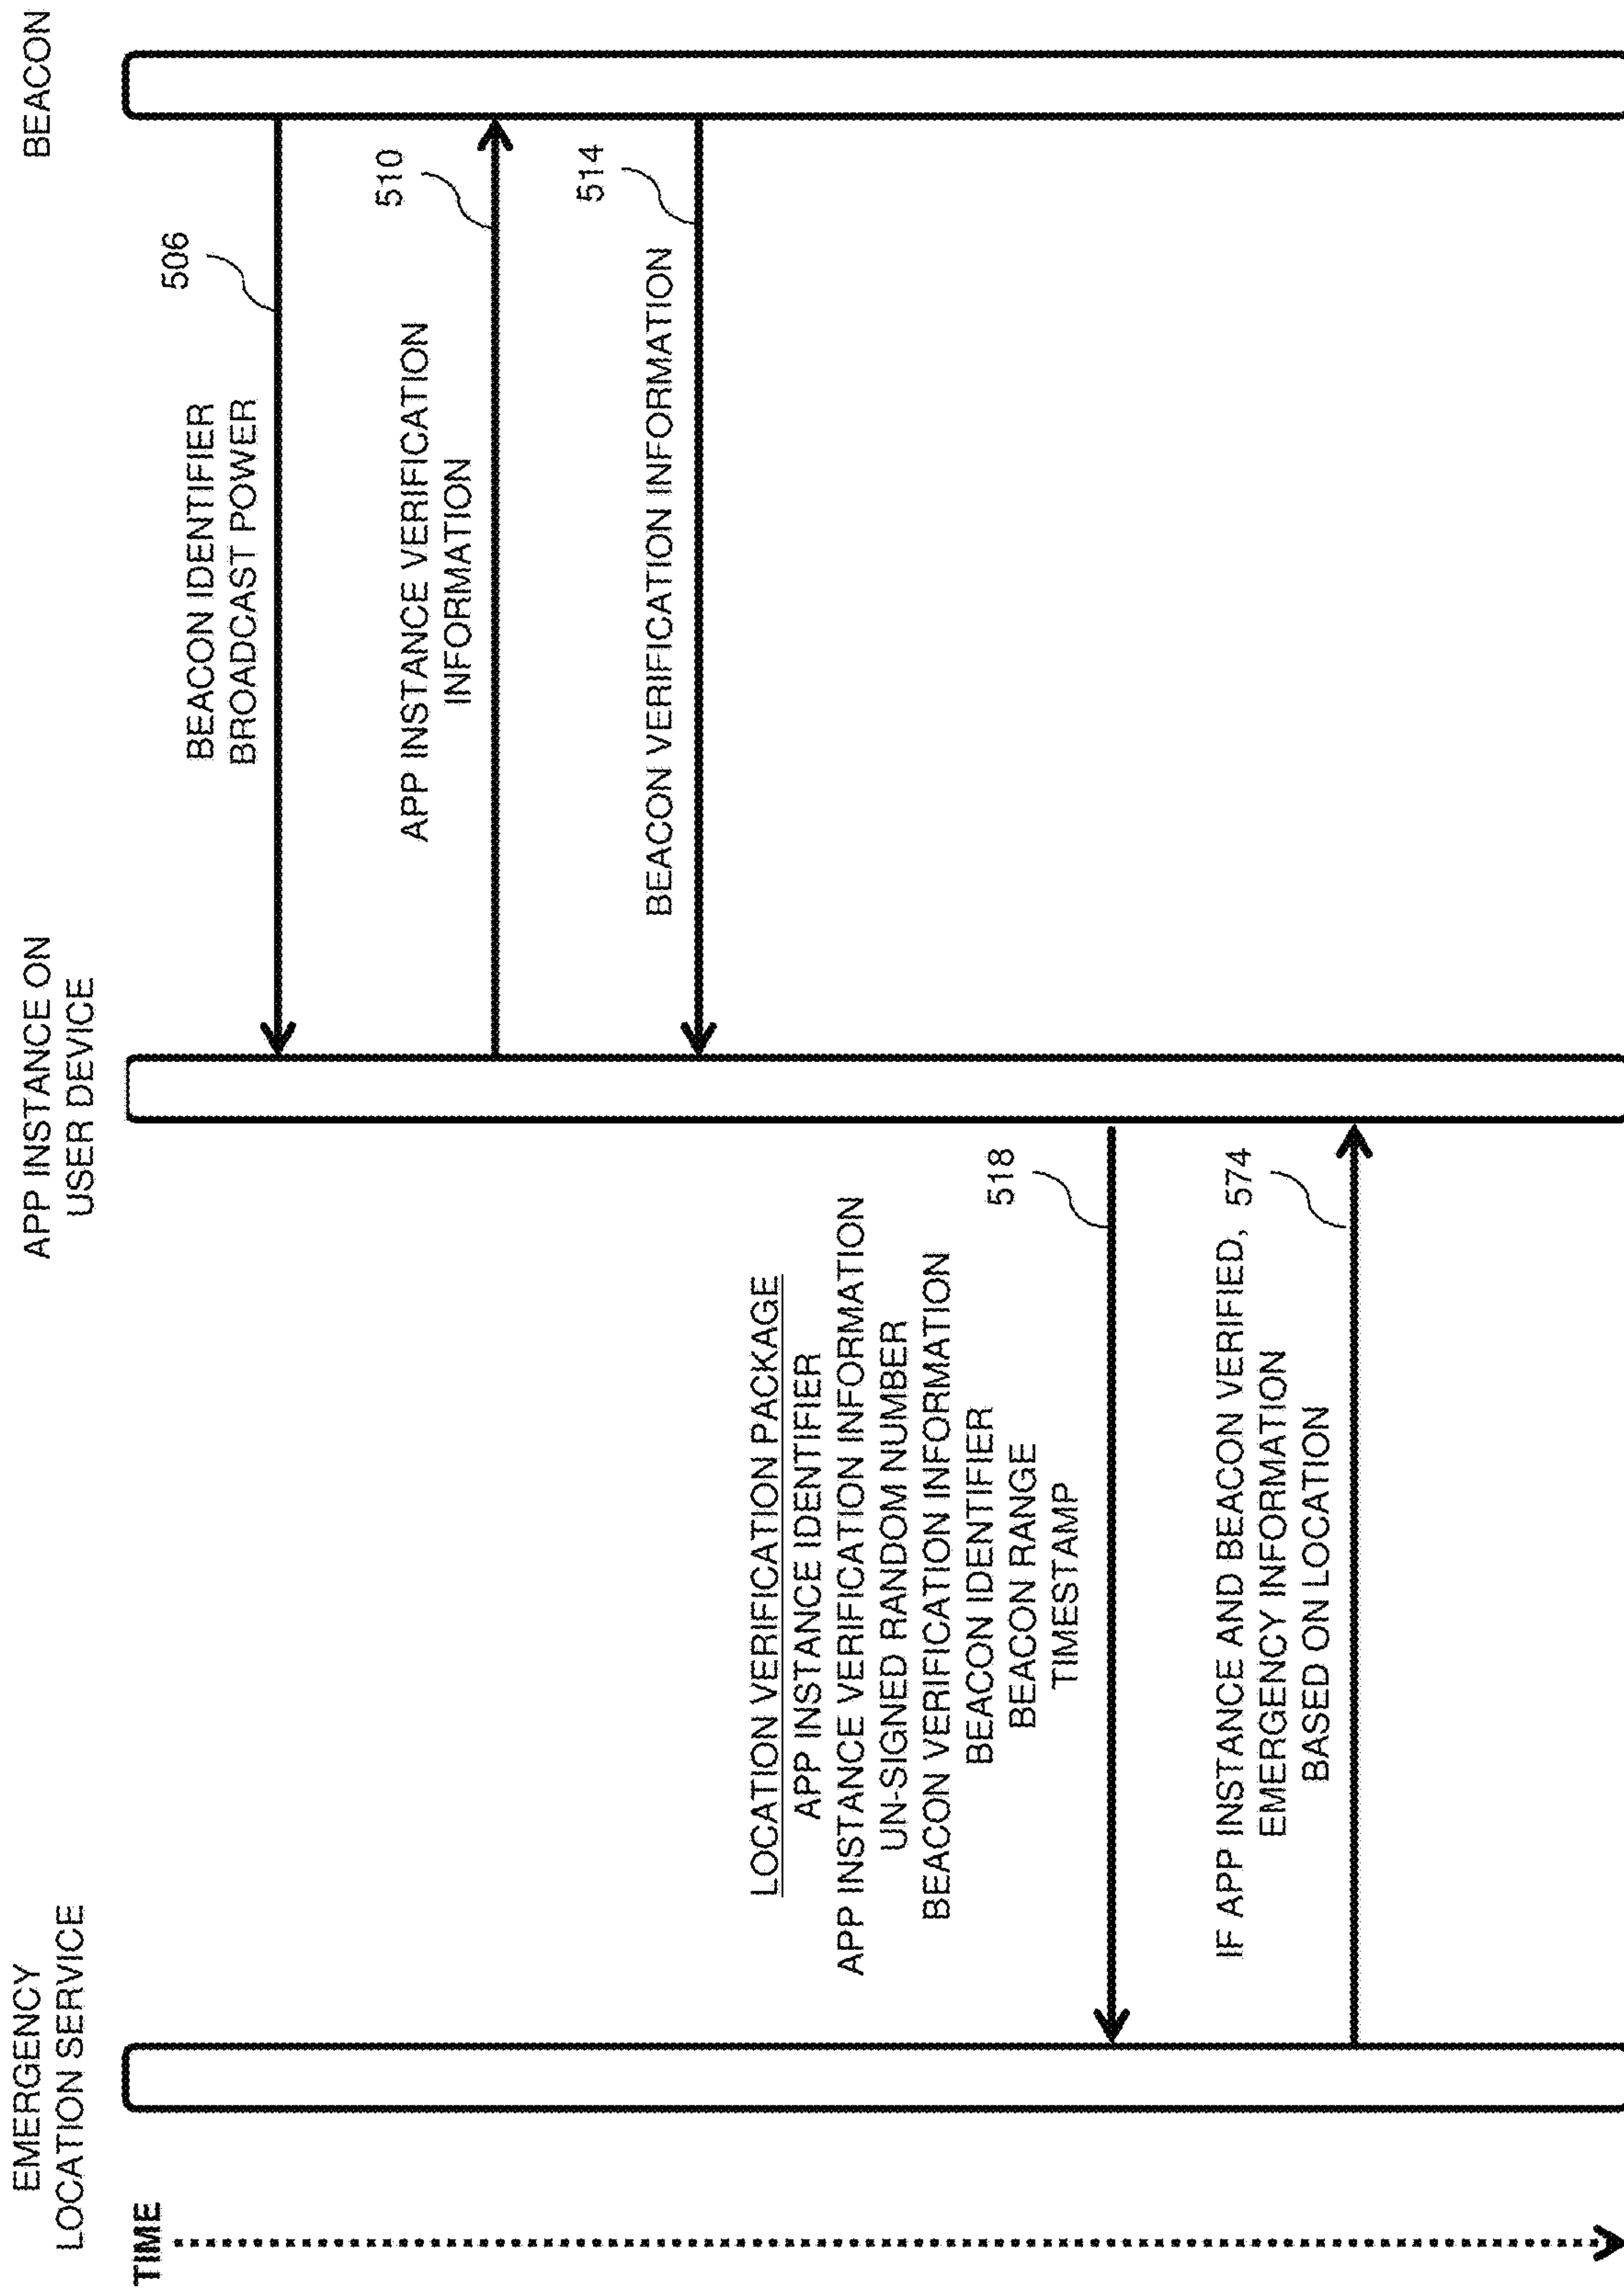 EMERGENCY
LOCATION SERVICE
APP INSTANCE ON
USER DEVICE
BEACON
TIME
506
BEACON IDENTIFIER
BROADCAST POWER
510
APP INSTANCE VERIFICATION
INFORMATION
514
BEACON VERIFICATION INFORMATION
LOCATION VERIFICATION PACKAGE
APP INSTANCE IDENTIFIER
APP INSTANCE VERIFICATION INFORMATION
UN-SIGNED RANDOM NUMBER
BEACON VERIFICATION INFORMATION
BEACON IDENTIFIER
BEACON RANGE
TIMESTAMP
518
IF APP INSTANCE AND BEACON VERIFIED,
EMERGENCY INFORMATION
BASED ON LOCATION
574